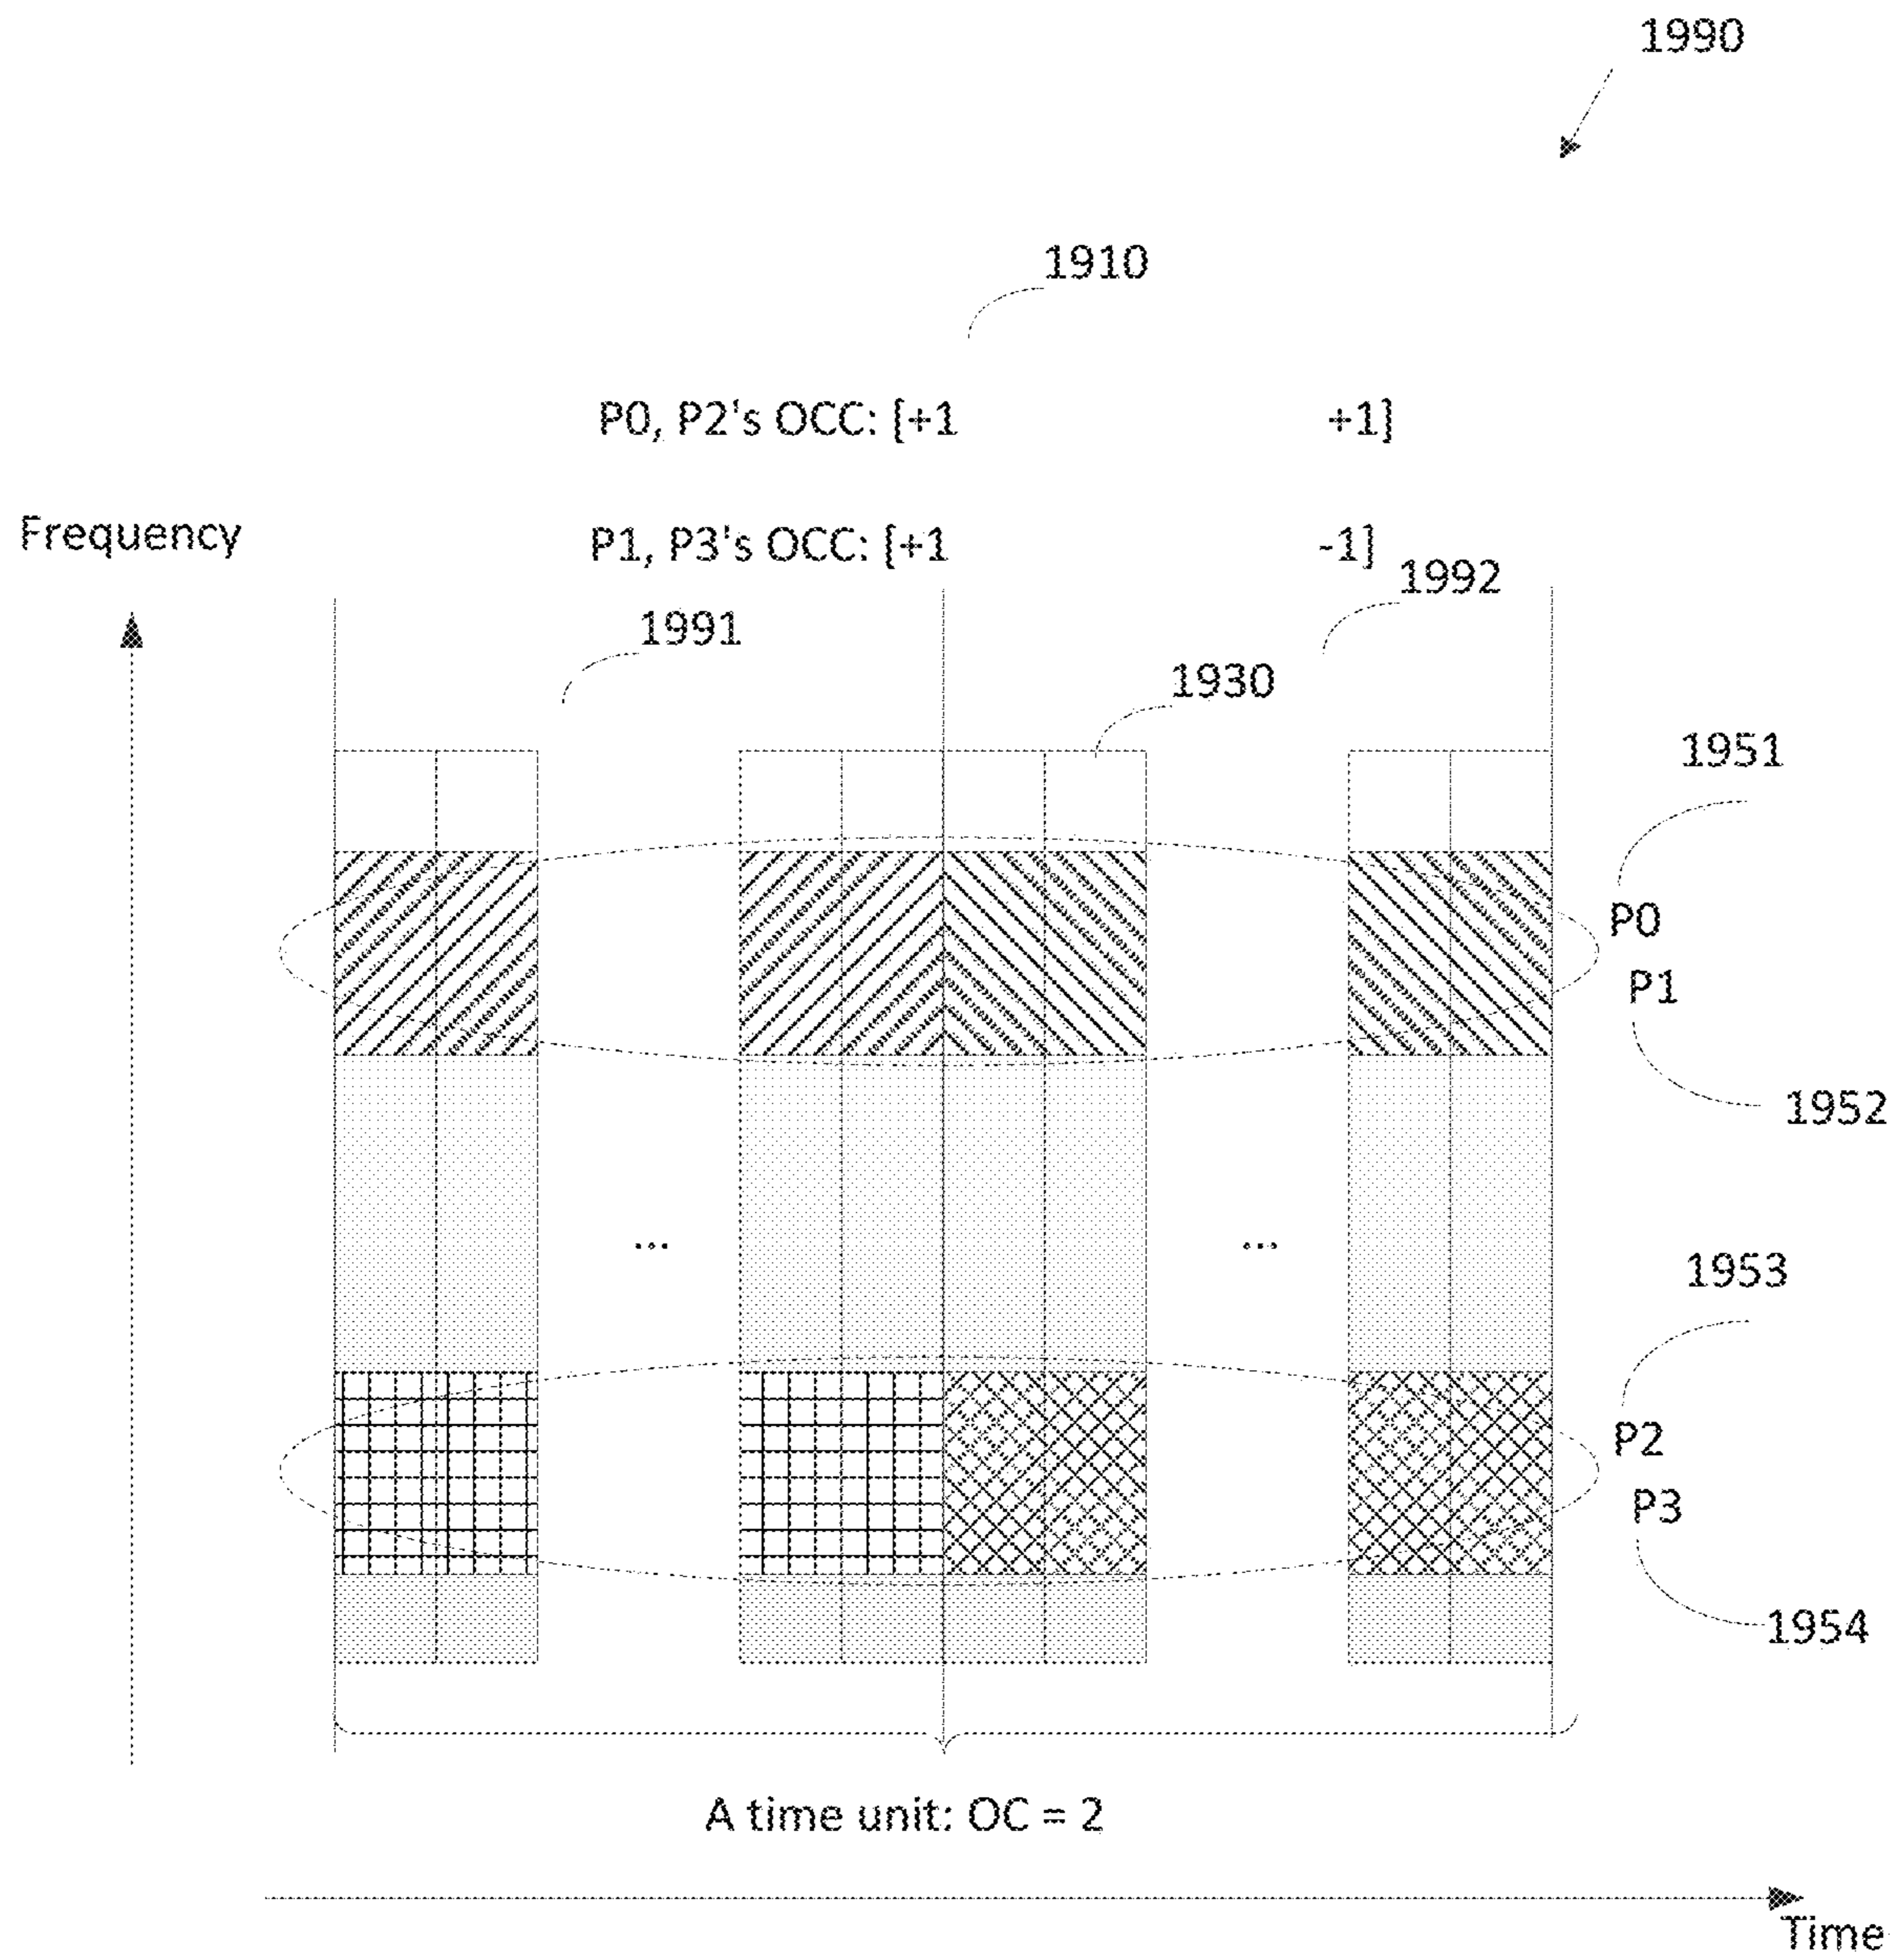 1990
1910
P0, P2's OCC: [+1 +1]
Frequency
P1, P3's OCC: [+1 -1]
1992
1991
1930
1951
P0
P1
1952
... ...
1953
P2
P3
1954
A time unit: OC = 2
Time